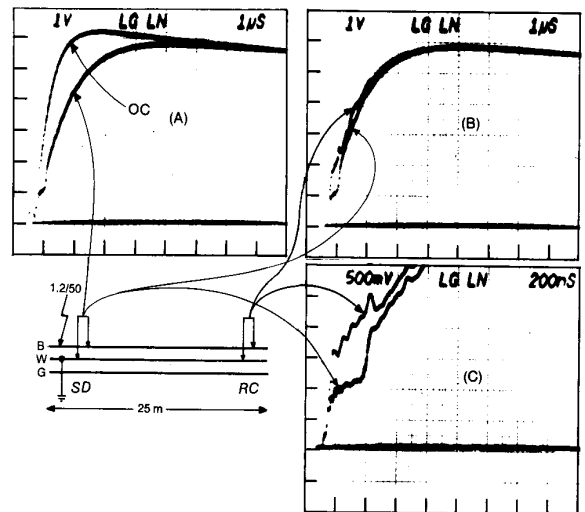 1V LG LN 1µS
OC
(A)
1V LG LN 1µS
(B)
500mV LG LN 200nS
(C)
1.2/50
B
W
G
SD RC
25 m